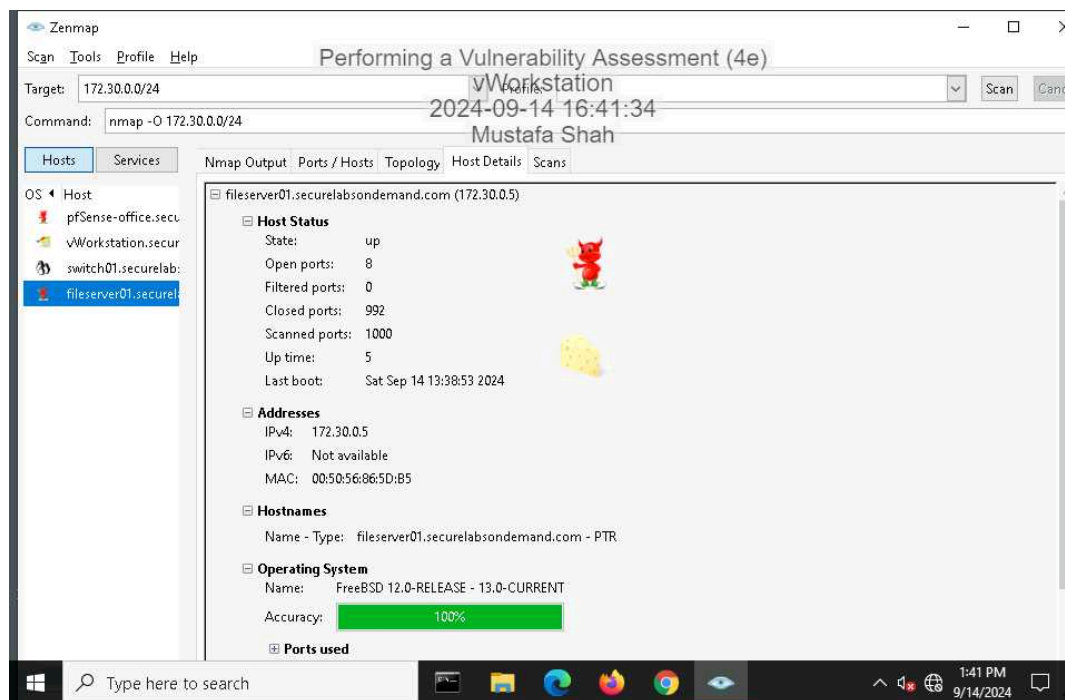 Zenmap
Scan Tools Profile Help
Performing a Vulnerability Assessment (4e)
vWorkstation
2024-09-14 16:41:34
Mustafa Shah
Target: 172.30.0.0/24 Profile: Scan Canc
Command: nmap -O 172.30.0.0/24
Hosts Services
Nmap Output Ports / Hosts Topology Host Details Scans
OS Host
pfSense-office.secu
vWorkstation.secur
switch01.securelab:
fileserver01.securela
fileserver01.securelabsondemand.com (172.30.0.5)
Host Status
State: up
Open ports: 8
Filtered ports: 0
Closed ports: 992
Scanned ports: 1000
Up time: 5
Last boot: Sat Sep 14 13:38:53 2024
Addresses
IPv4: 172.30.0.5
IPv6: Not available
MAC: 00:50:56:86:5D:B5
Hostnames
Name - Type: fileserver01.securelabsondemand.com - PTR
Operating System
Name: FreeBSD 12.0-RELEASE - 13.0-CURRENT
Accuracy: 100%
Ports used
Type here to search
1:41 PM
9/14/2024